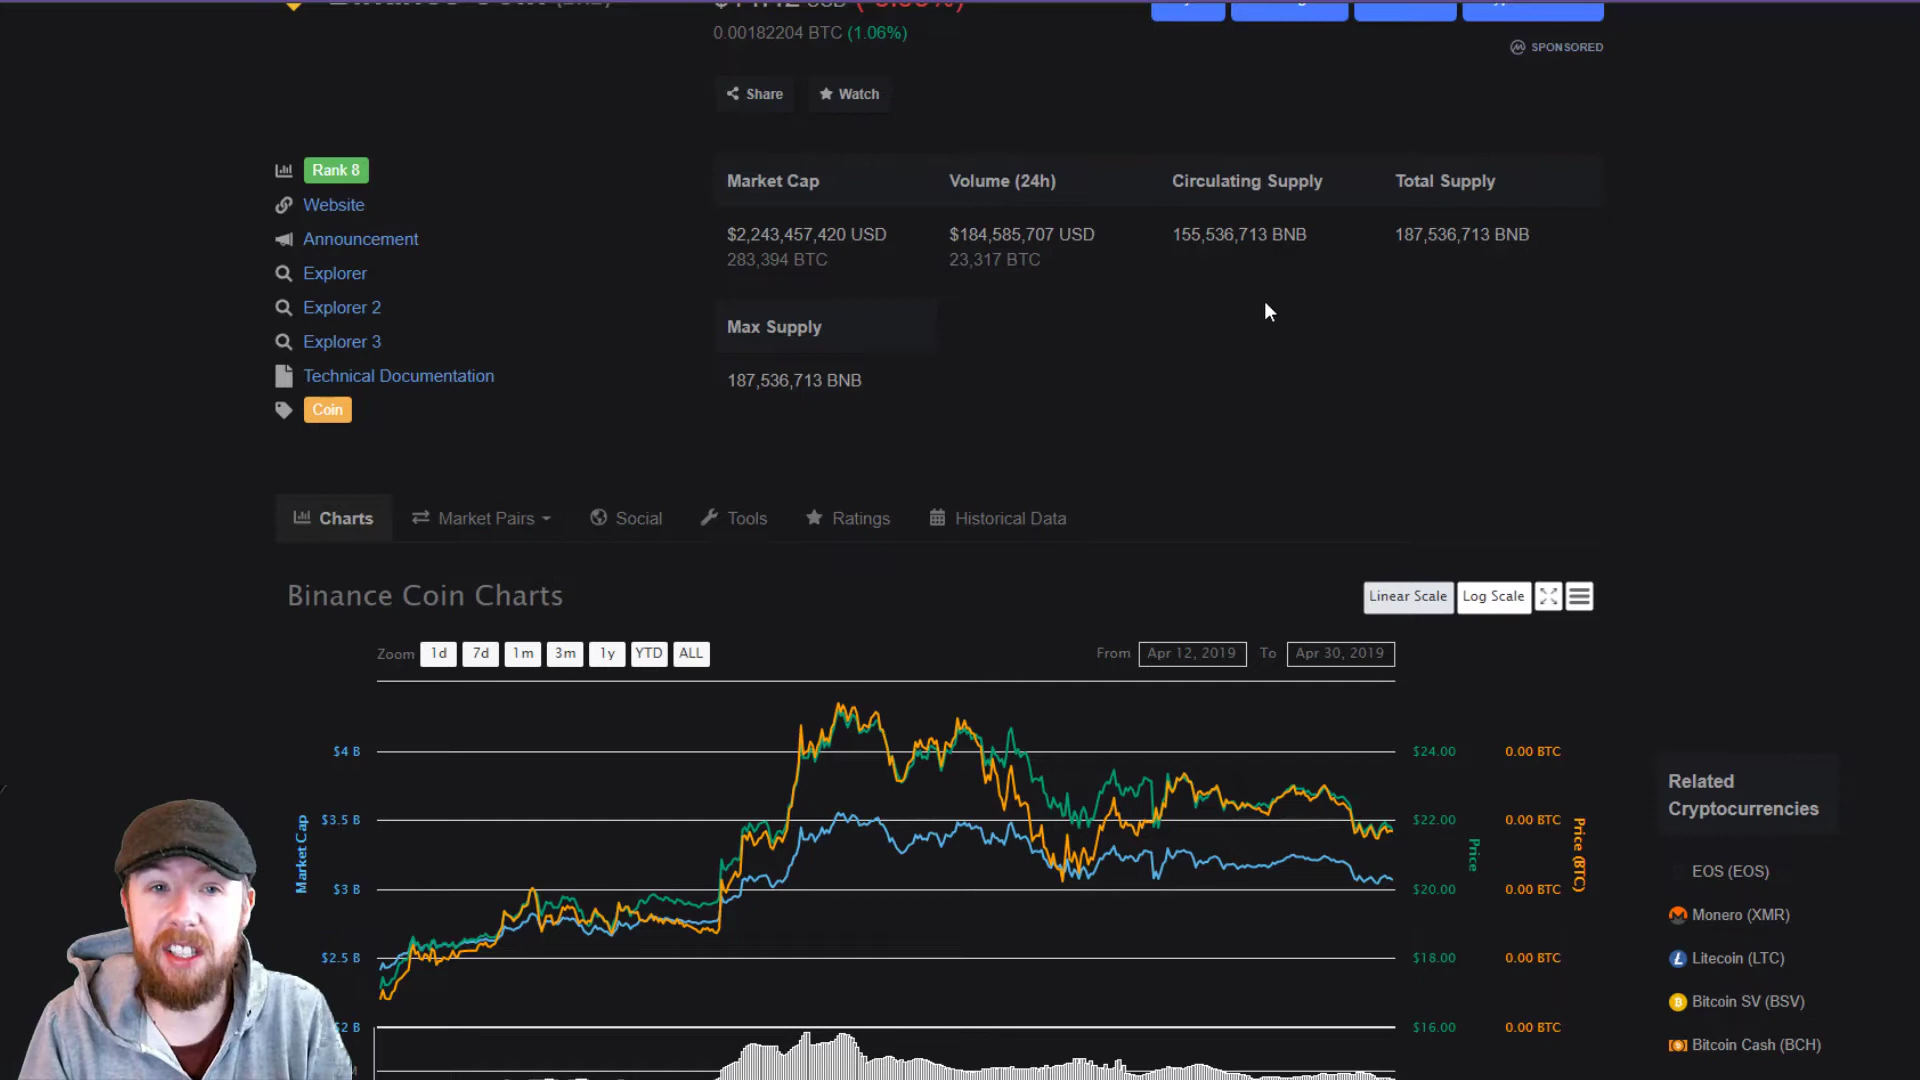 0.00182204 BTC (1.06%)
SPONSORED
Share
Watch
Rank 8
Website
Announcement
Explorer
Explorer 2
Explorer 3
Technical Documentation
Coin
Market Cap
Volume (24h)
Circulating Supply
Total Supply
$2,243,457,420 USD
$184,585,707 USD
155,536,713 BNB
187,536,713 BNB
283,394 BTC
23,317 BTC
Max Supply
187,536,713 BNB
Charts
Market Pairs
Social
Tools
Ratings
Historical Data
Binance Coin Charts
Linear Scale
Log Scale
Zoom 1d 7d 1m 3m 1y YTD ALL
From Apr 12, 2019 To Apr 30, 2019
$4 B
$3.5 B
$3 B
$2.5 B
$2 B
Market Cap
$24.00
$22.00
$20.00
$18.00
$16.00
Price
0.00 BTC
0.00 BTC
0.00 BTC
0.00 BTC
0.00 BTC
Price (BTC)
Related
Cryptocurrencies
EOS (EOS)
Monero (XMR)
Litecoin (LTC)
Bitcoin SV (BSV)
Bitcoin Cash (BCH)